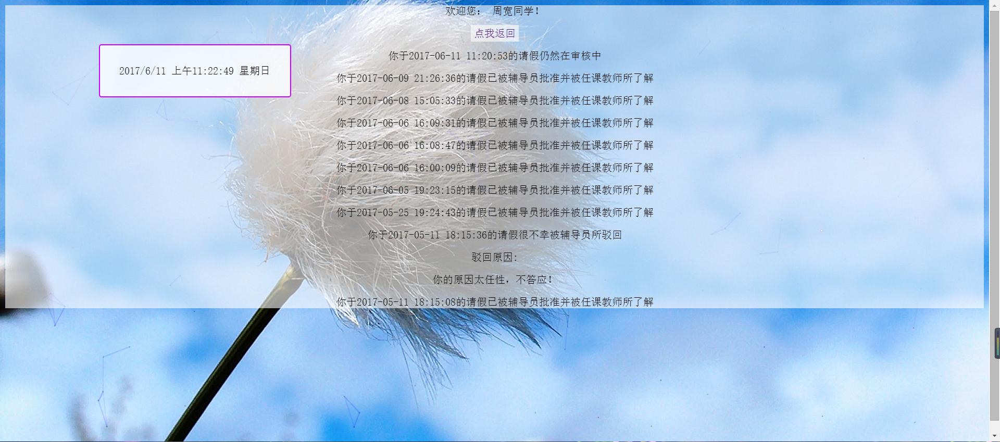 欢迎您： 周宽同学！
点我返回
2017/6/11 上午11:22:49 星期日
你于2017-06-11 11:20:53的请假仍然在审核中
你于2017-06-09 21:26:36的请假已被辅导员批准并被任课教师所了解
你于2017-06-08 15:05:33的请假已被辅导员批准并被任课教师所了解
你于2017-06-06 16:09:31的请假已被辅导员批准并被任课教师所了解
你于2017-06-06 16:08:47的请假已被辅导员批准并被任课教师所了解
你于2017-06-06 16:00:09的请假已被辅导员批准并被任课教师所了解
你于2017-06-05 19:23:15的请假已被辅导员批准并被任课教师所了解
你于2017-05-25 19:24:43的请假已被辅导员批准并被任课教师所了解
你于2017-05-11 18:15:36的请假很不幸被辅导员所驳回
驳回原因:
你的原因太任性，不答应！
你于2017-05-11 18:15:08的请假已被辅导员批准并被任课教师所了解